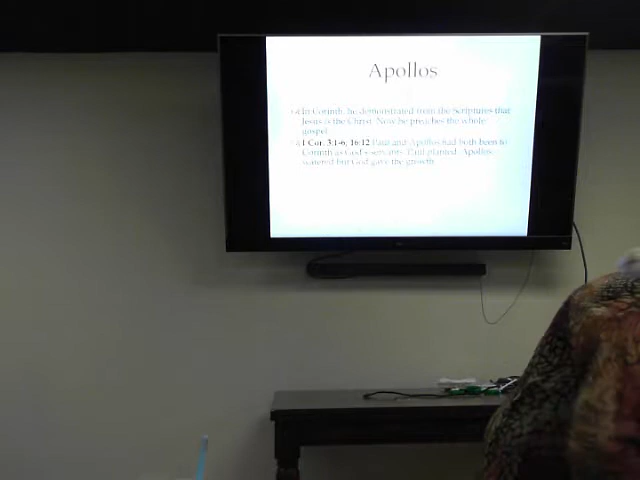 Apollos
In Corinth, he demonstrated from the Scriptures that
Jesus is the Christ. Now he preaches the whole
gospel.
1 Cor. 3:1-6, 16:12 Paul and Apollos had both been to
Corinth as God's servants. Paul planted, Apollos
watered but God gave the growth.